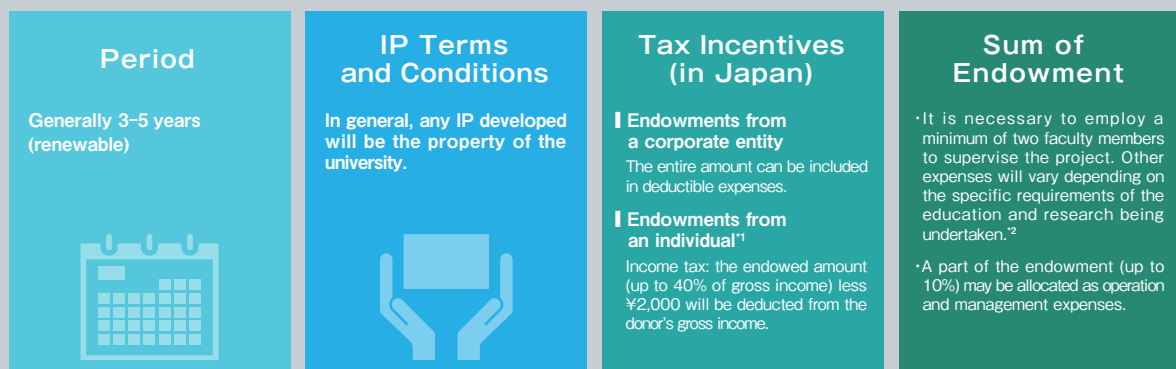 Period
Generally 3-5 years
(renewable)
IP Terms
and Conditions
In general, any IP developed
will be the property of the
university.
Tax Incentives
(in Japan)
Endowments from
a corporate entity
The entire amount can be included
in deductible expenses.
Endowments from
an individual*1
Income tax: the endowed amount
(up to 40% of gross income) less
¥2,000 will be deducted from the
donor's gross income.
Sum of
Endowment
・It is necessary to employ a
minimum of two faculty members
to supervise the project. Other
expenses will vary depending on
the specific requirements of the
education and research being
undertaken.*2
・A part of the endowment (up to
10%) may be allocated as operation
and management expenses.